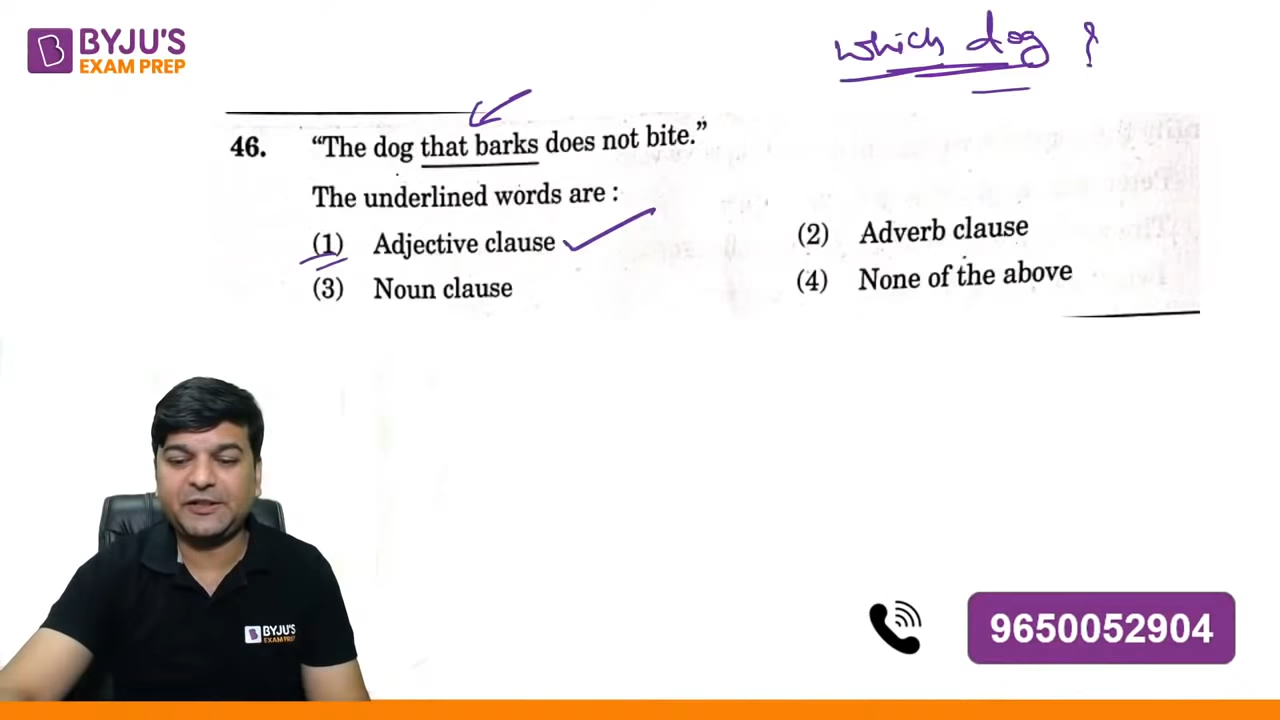 BYJU'S
EXAM PREP
which dog ?
46. “The dog that barks does not bite.”
The underlined words are :
(1) Adjective clause
(2) Adverb clause
(3) Noun clause
(4) None of the above
BYJU'S
EXAM PREP
9650052904